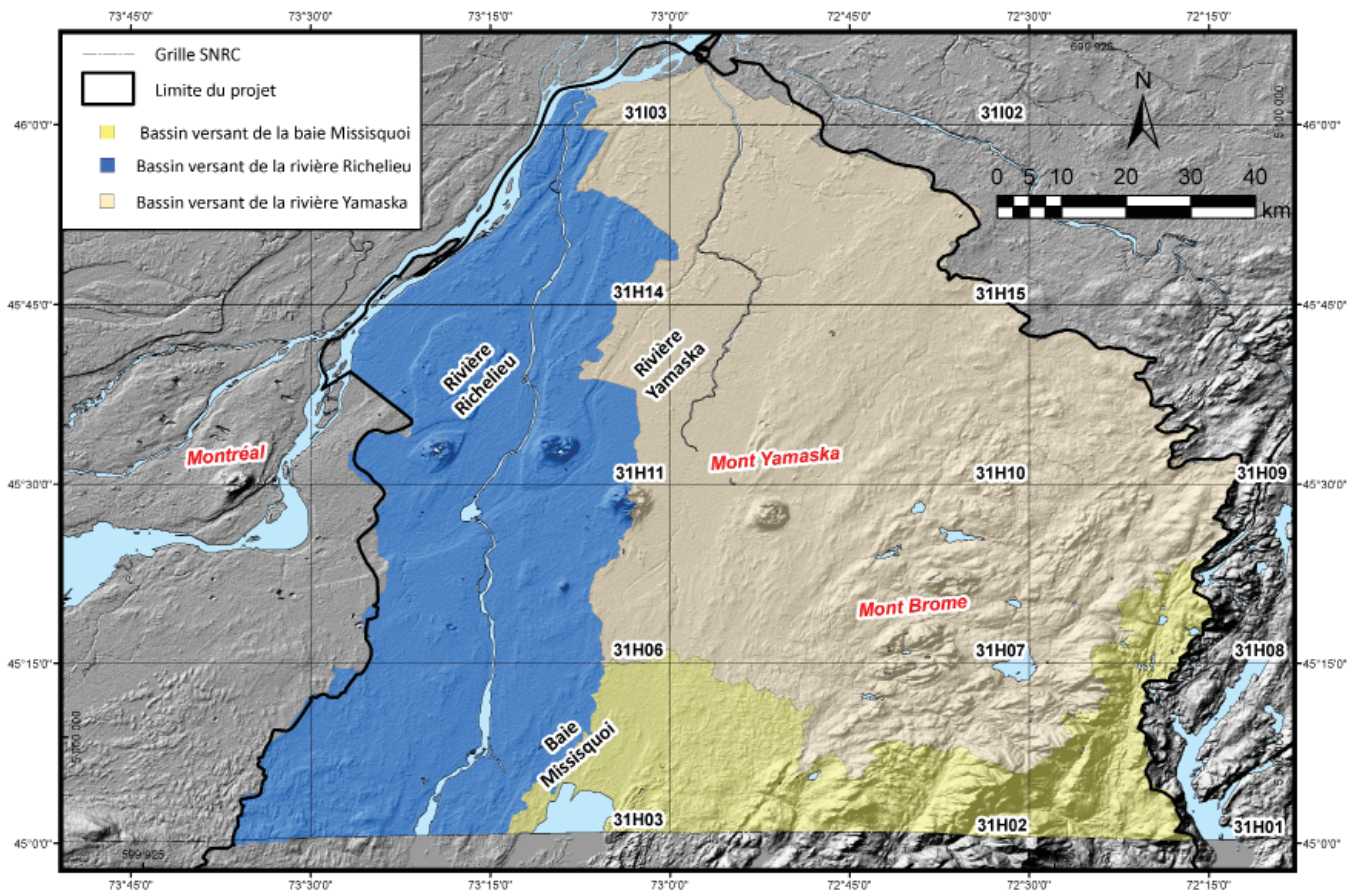 73°45'0" 73°30'0" 73°15'0" 73°0'0" 72°45'0" 72°30'0" 72°15'0"
Grille SNRC
Limite du projet
Bassin versant de la baie Missisquoi
Bassin versant de la rivière Richelieu
Bassin versant de la rivière Yamaska
699 925
N
0 5 10 20 30 40
km
46°0'0" 31I03 31I02 46°0'0"
45°45'0" 31H14 31H15 45°45'0"
Rivière
Richelieu
Rivière
Yamaska
Montréal
Mont Yamaska
45°30'0" 31H11 31H10 31H09 45°30'0"
Mont Brome
45°15'0" 31H06 31H07 31H08 45°15'0"
Baie
Missisquoi
45°0'0" 31H03 31H02 31H01 45°0'0"
599 925
73°45'0" 73°30'0" 73°15'0" 73°0'0" 72°45'0" 72°30'0" 72°15'0"